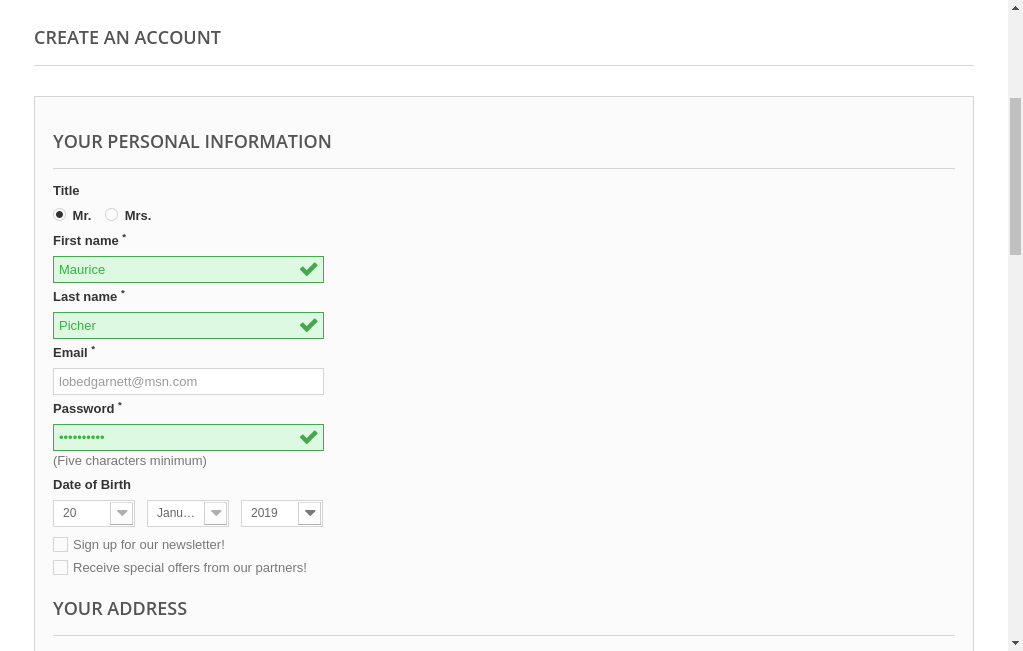 CREATE AN ACCOUNT
YOUR PERSONAL INFORMATION
Title
Mr. Mrs.
First name *
Maurice
Last name *
Picher
Email *
lobedgarnett@msn.com
Password *
••••••••••
(Five characters minimum)
Date of Birth
20 Janu… 2019
Sign up for our newsletter!
Receive special offers from our partners!
YOUR ADDRESS